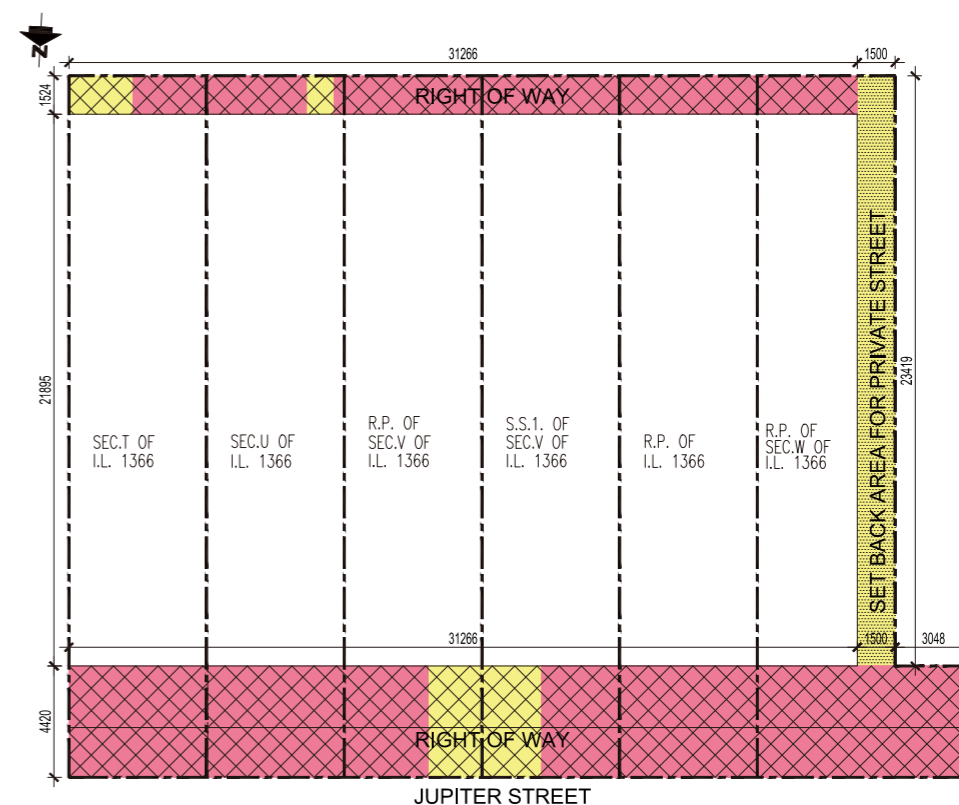 N
31266
1500
1524
RIGHT OF WAY
21895
SET BACK AREA FOR PRIVATE STREET
23419
SEC.T OF
I.L. 1366
SEC.U OF
I.L. 1366
R.P. OF
SEC.V OF
I.L. 1366
S.S.1. OF
SEC.V OF
I.L. 1366
R.P. OF
I.L. 1366
R.P. OF
SEC.W OF
I.L. 1366
31266
1500
3048
4420
RIGHT OF WAY
JUPITER STREET